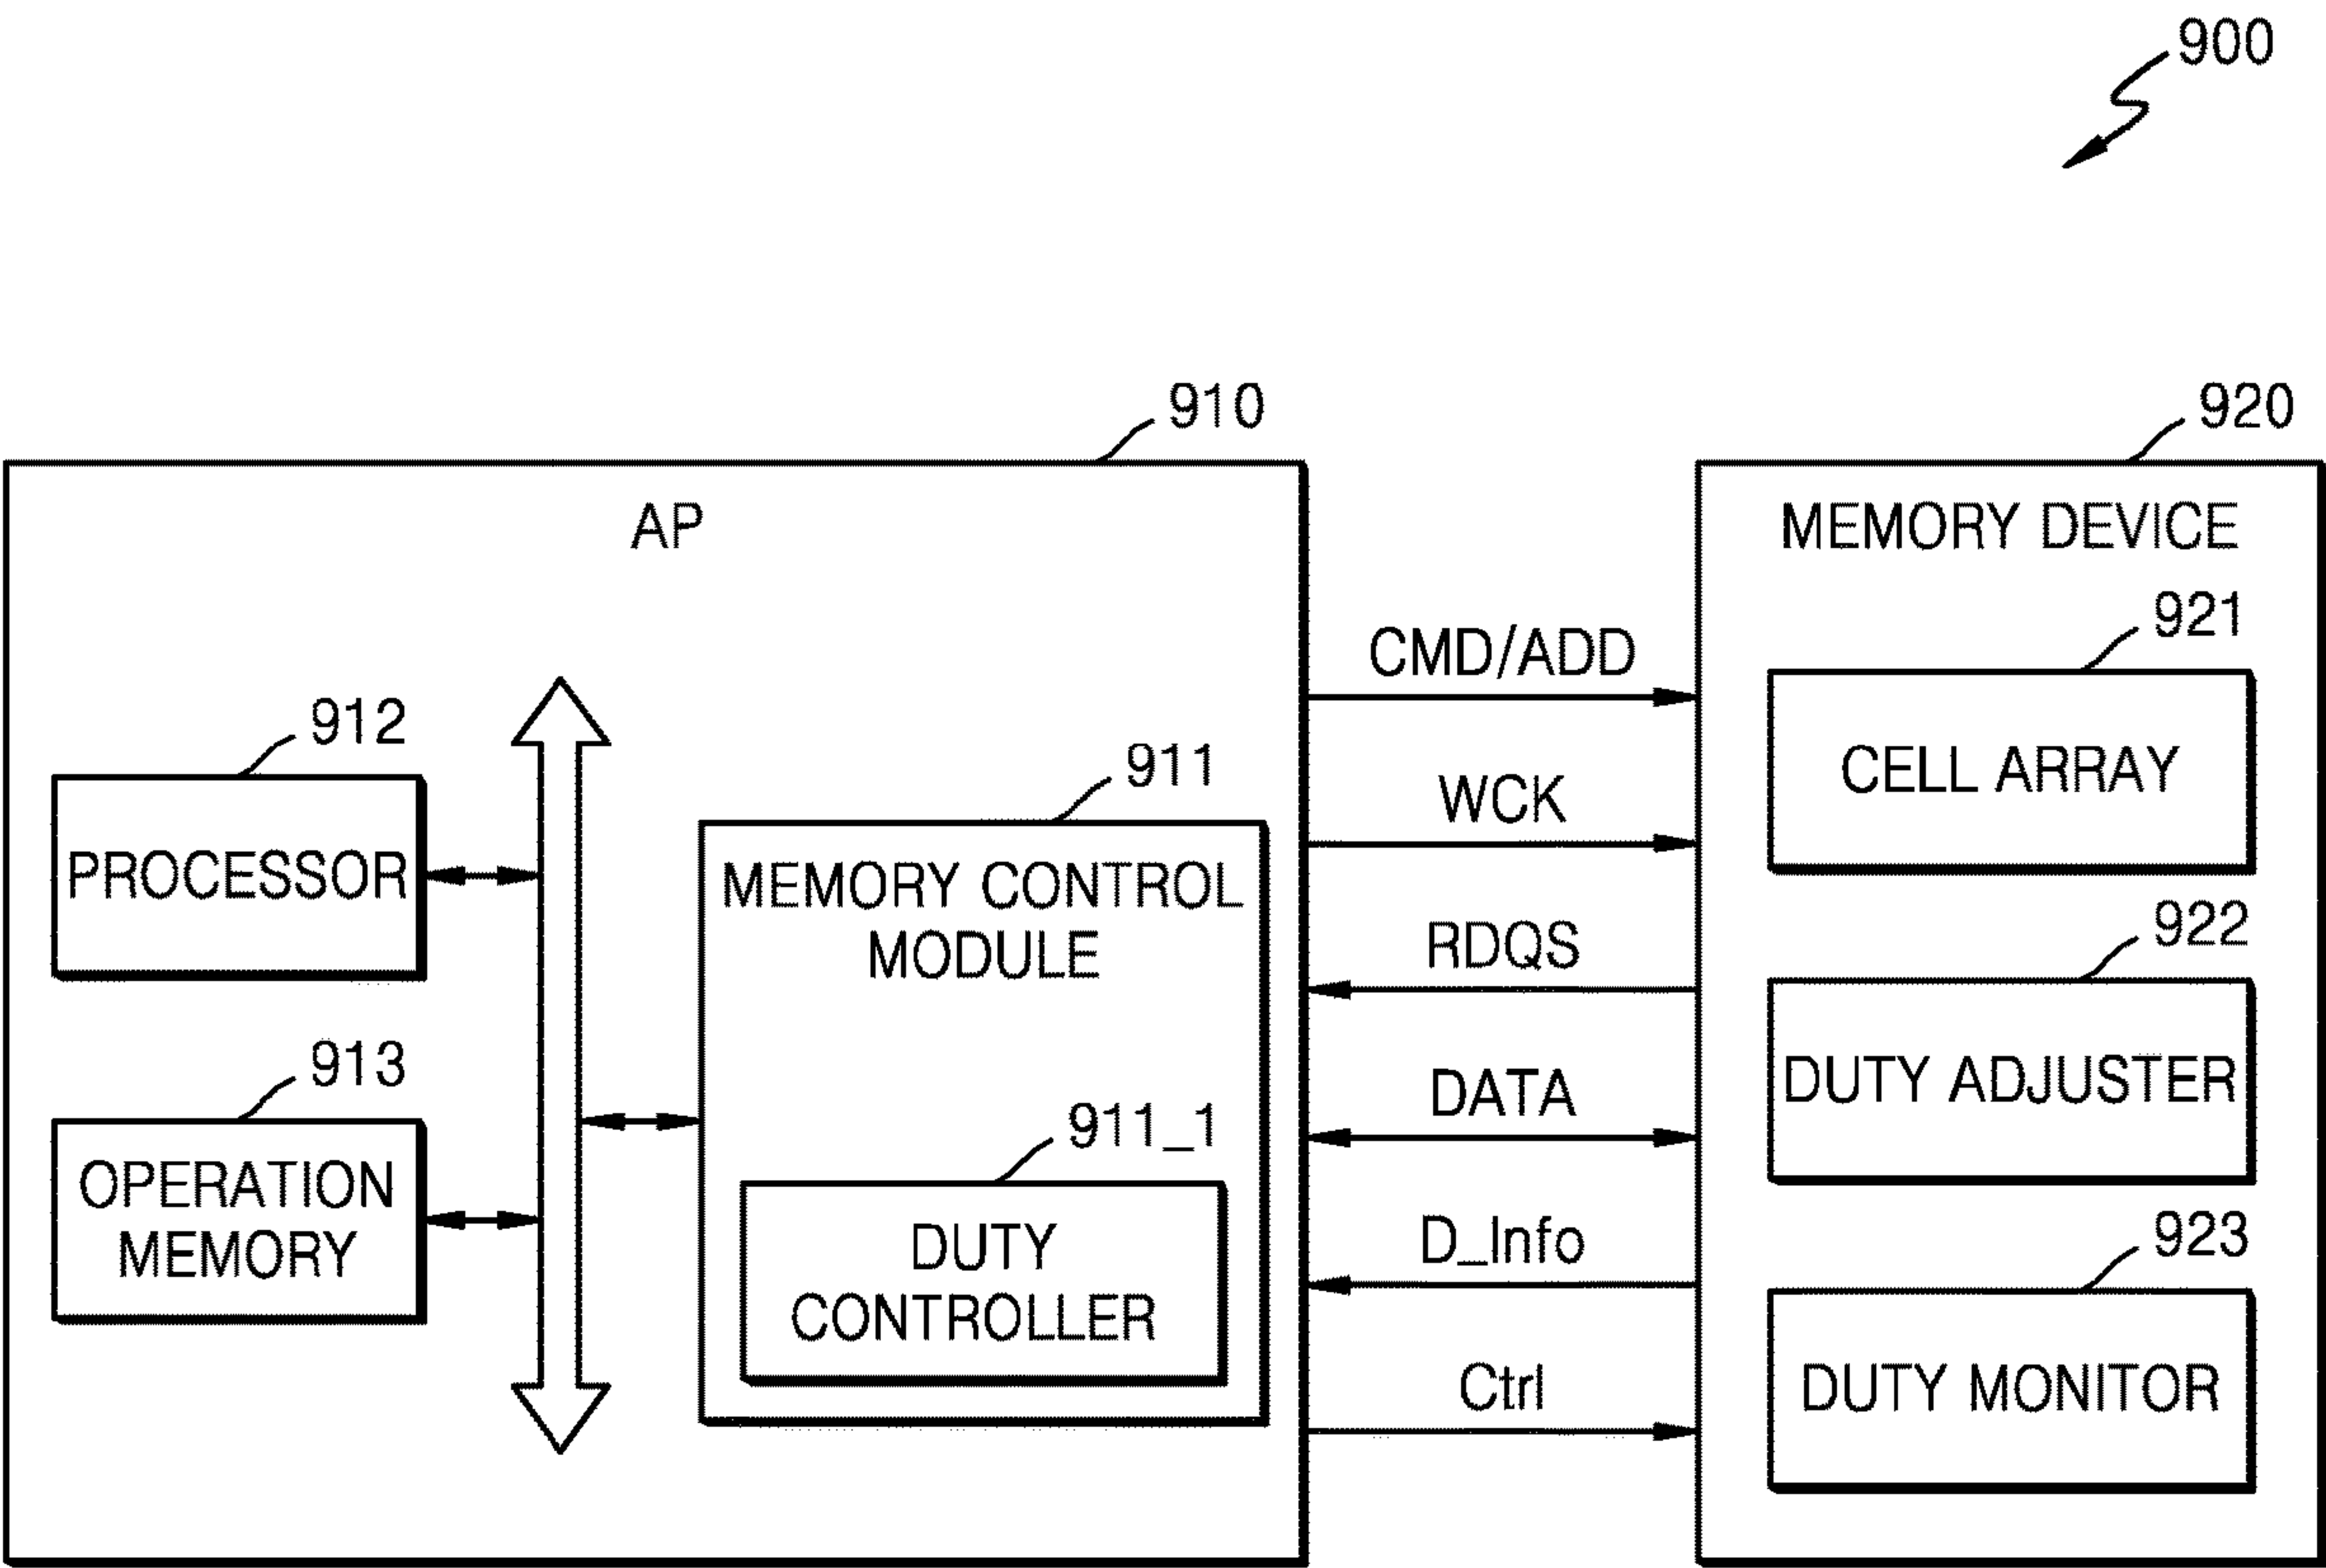 900
910
920
AP
MEMORY DEVICE
921
CMD/ADD
CELL ARRAY
912
911
WCK
PROCESSOR
MEMORY CONTROL
MODULE
922
RDQS
DUTY ADJUSTER
913
DATA
911_1
OPERATION
MEMORY
DUTY
CONTROLLER
D_Info
923
Ctrl
DUTY MONITOR